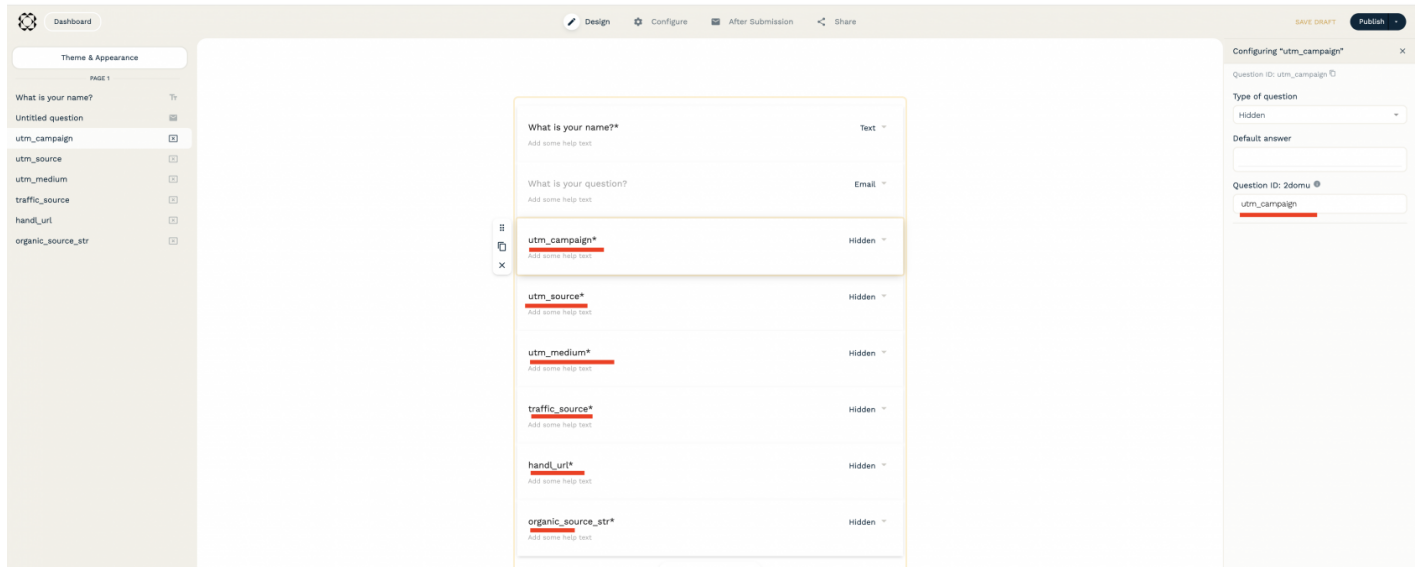 Dashboard
Design
Configure
After Submission
Share
SAVE DRAFT
Publish
Theme & Appearance
PAGE 1
What is your name?
Untitled question
utm_campaign
utm_source
utm_medium
traffic_source
handl_url
organic_source_str
What is your name?*
Text
Add some help text
What is your question?
Email
Add some help text
utm_campaign*
Hidden
Add some help text
utm_source*
Hidden
Add some help text
utm_medium*
Hidden
Add some help text
traffic_source*
Hidden
Add some help text
handl_url*
Hidden
Add some help text
organic_source_str*
Hidden
Add some help text
Configuring "utm_campaign"
Question ID: utm_campaign
Type of question
Hidden
Default answer
Question ID: 2domu
utm_campaign